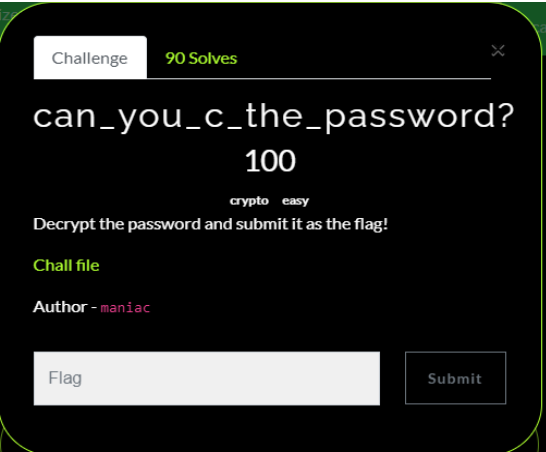 Challenge
90 Solves
can_you_c_the_password?
100
crypto easy
Decrypt the password and submit it as the flag!
Chall file
Author - maniac
Flag
Submit